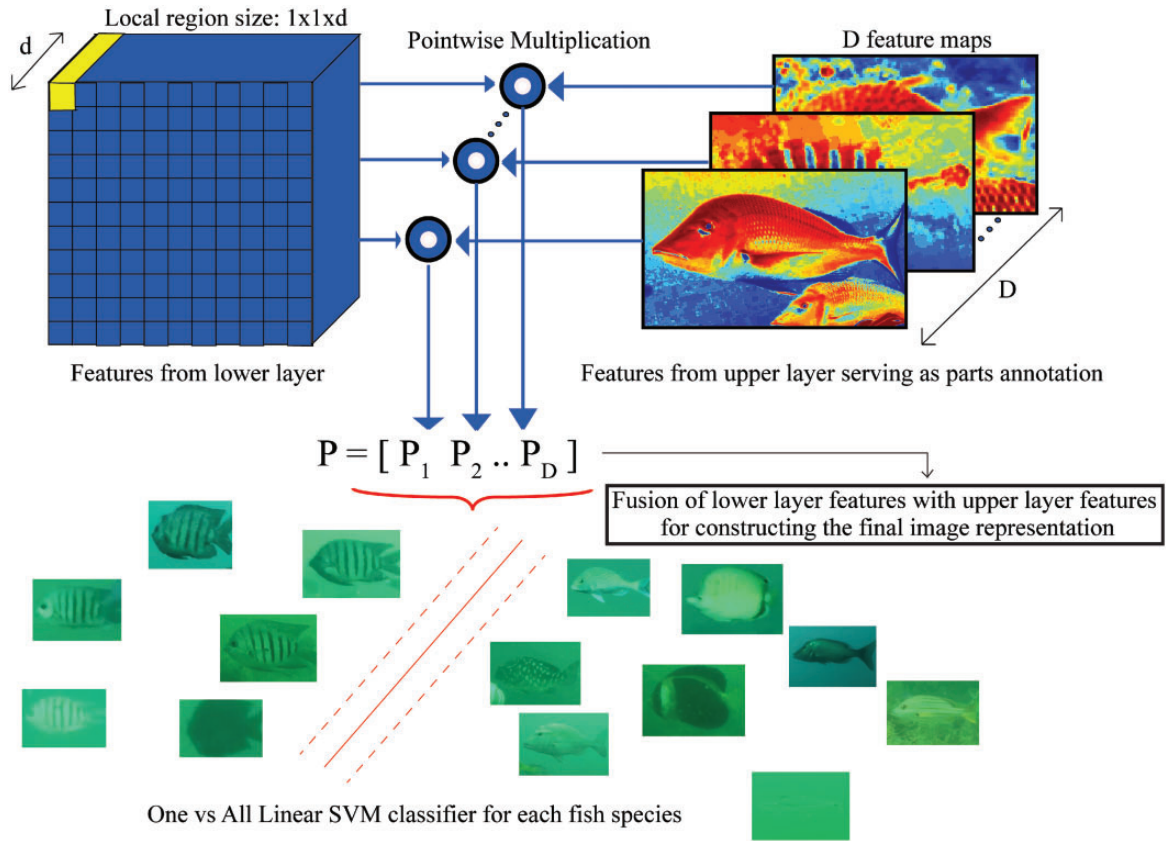 Local region size: 1x1xd
d
Pointwise Multiplication
D feature maps
D
Features from lower layer
Features from upper layer serving as parts annotation
P = [ P1 P2 .. PD ]
Fusion of lower layer features with upper layer features
for constructing the final image representation
One vs All Linear SVM classifier for each fish species